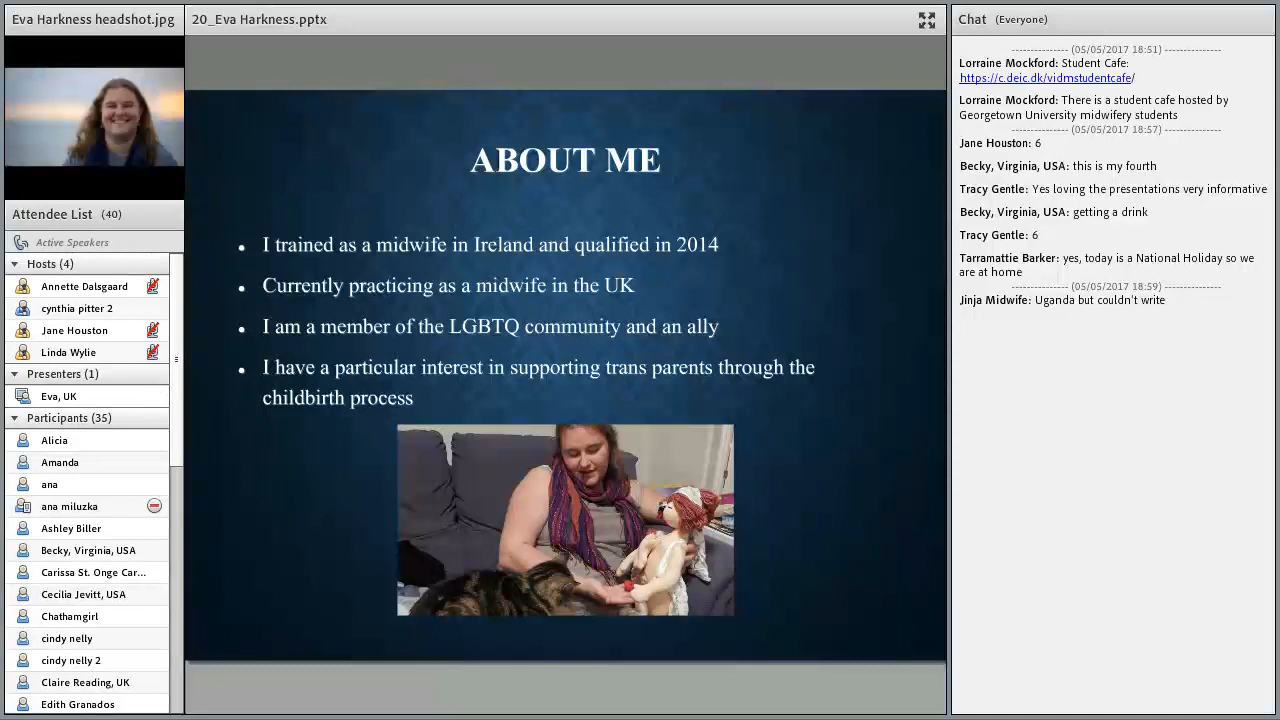 Eva Harkness headshot.jpg
20_Eva Harkness.pptx
Attendee List (40)
Active Speakers
Hosts (4)
Annette Dalsgaard
cynthia pitter 2
Jane Houston
Linda Wylie
Presenters (1)
Eva, UK
Participants (35)
Alicia
Amanda
ana
ana miluzka
Ashley Biller
Becky, Virginia, USA
Carissa St. Onge Car...
Cecilia Jevitt, USA
Chathamgirl
cindy nelly
cindy nelly 2
Claire Reading, UK
Edith Granados
ABOUT ME
• I trained as a midwife in Ireland and qualified in 2014
• Currently practicing as a midwife in the UK
• I am a member of the LGBTQ community and an ally
• I have a particular interest in supporting trans parents through the
childbirth process
Chat (Everyone)
--------------- (05/05/2017 18:51) ---------------
Lorraine Mockford: Student Cafe:
https://c.deic.dk/vidmstudentcafe/
Lorraine Mockford: There is a student cafe hosted by
Georgetown University midwifery students
--------------- (05/05/2017 18:57) ---------------
Jane Houston: 6
Becky, Virginia, USA: this is my fourth
Tracy Gentle: Yes loving the presentations very informative
Becky, Virginia, USA: getting a drink
Tracy Gentle: 6
Tarramattie Barker: yes, today is a National Holiday so we
are at home
--------------- (05/05/2017 18:59) ---------------
Jinja Midwife: Uganda but couldn't write